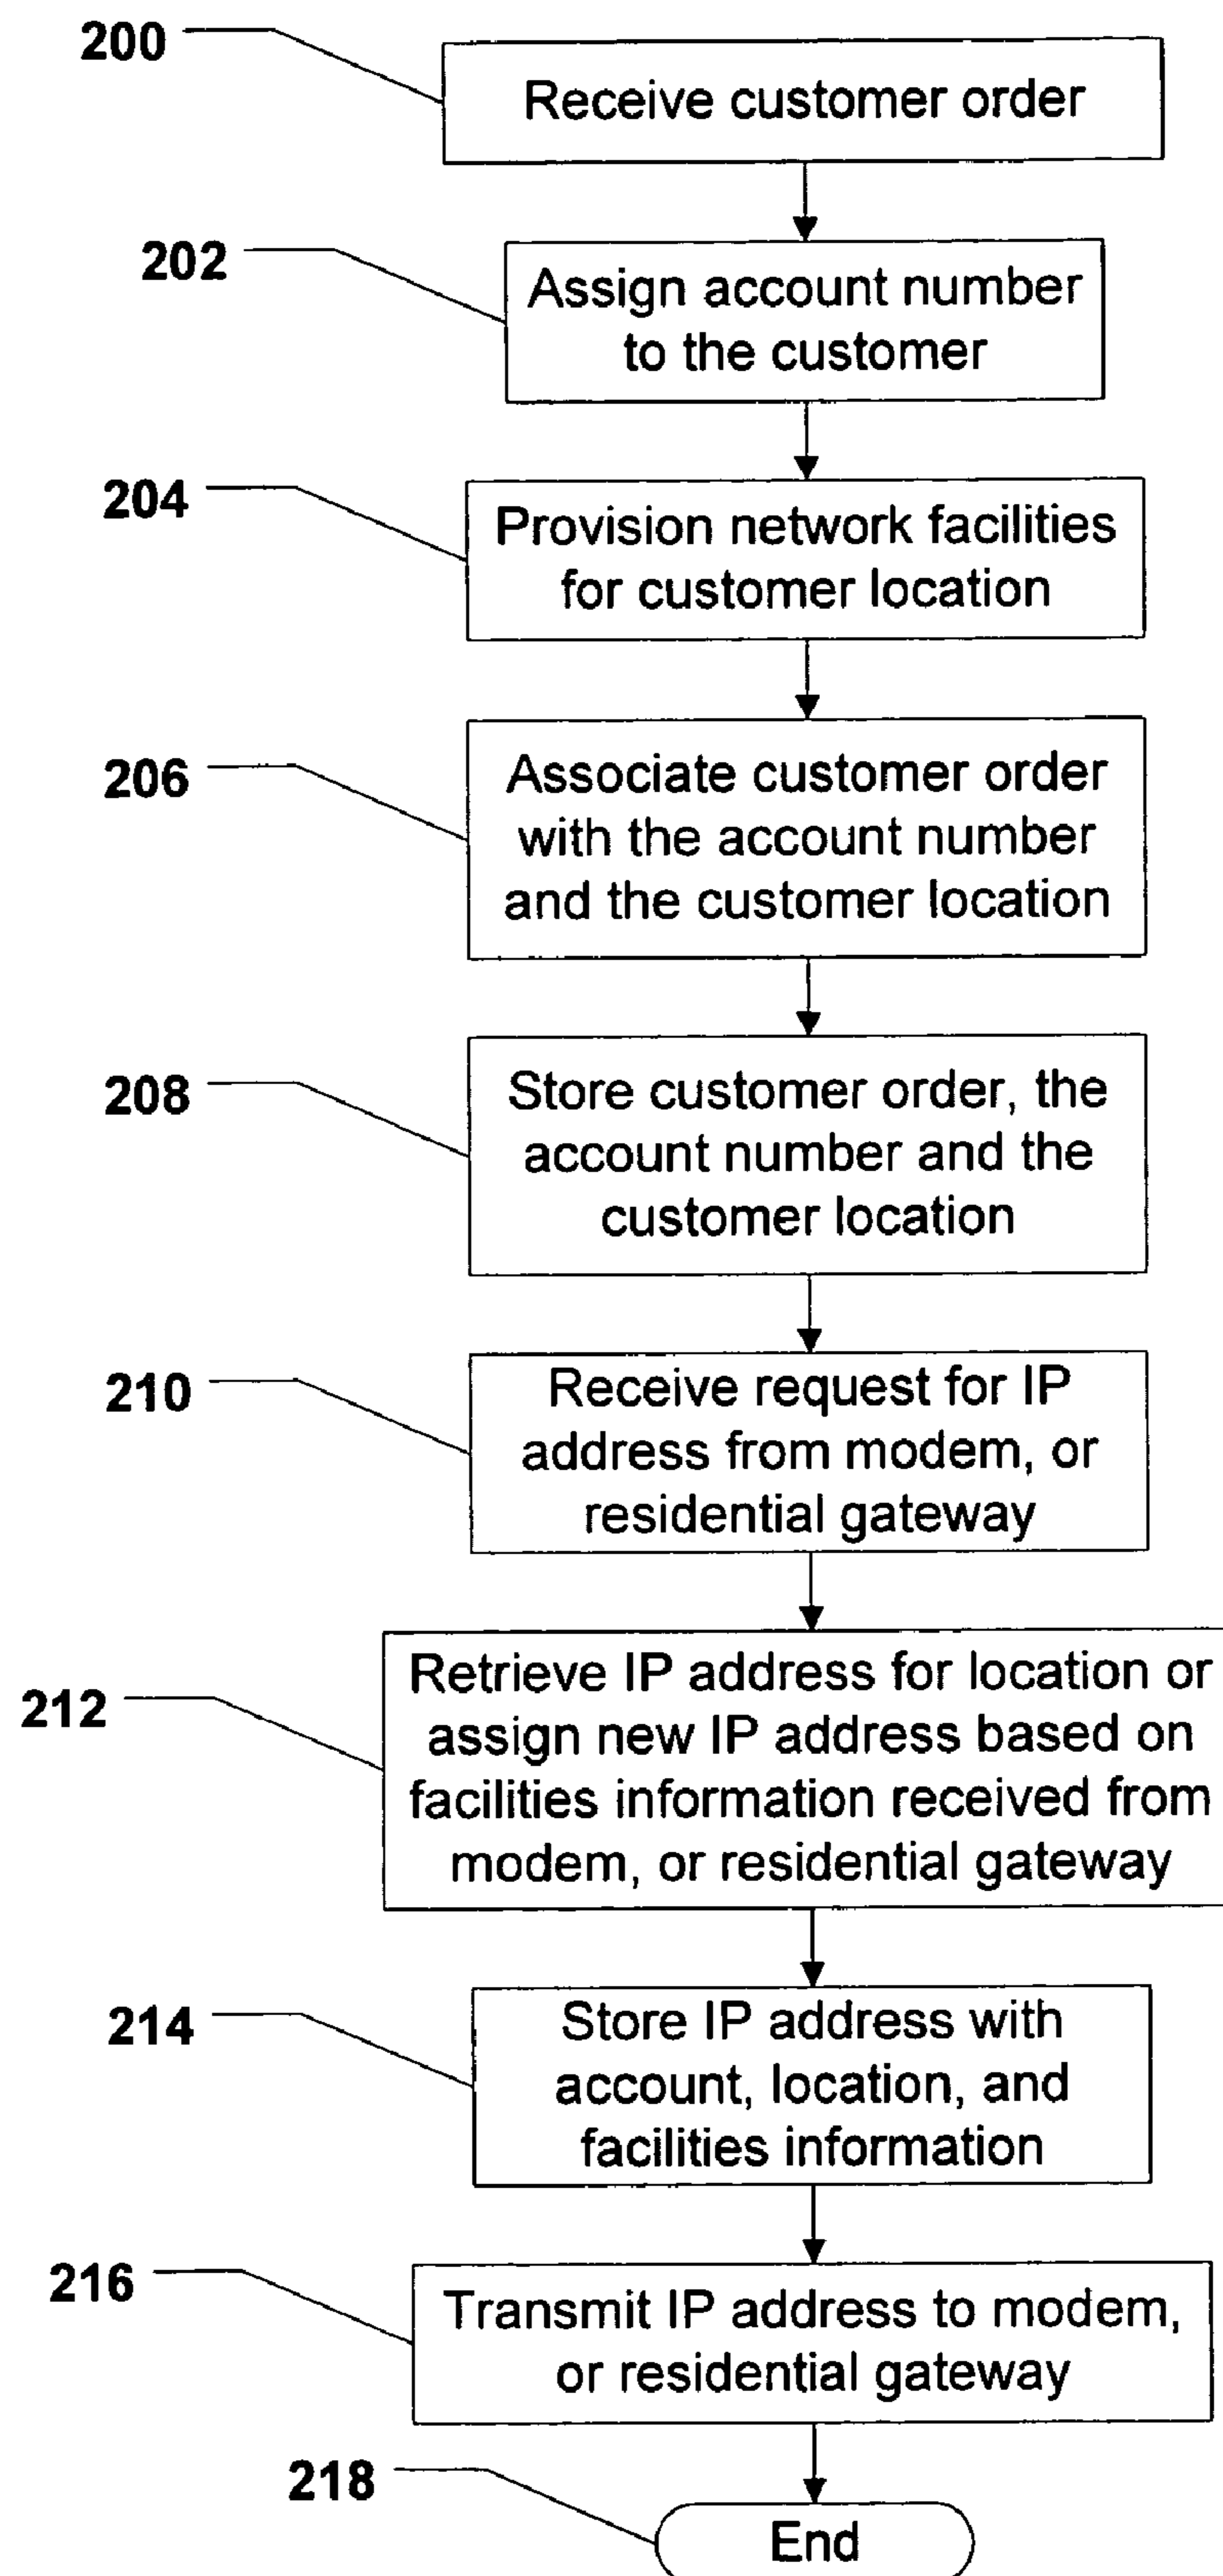 200
Receive customer order
202
Assign account number
to the customer
204
Provision network facilities
for customer location
206
Associate customer order
with the account number
and the customer location
208
Store customer order, the
account number and the
customer location
210
Receive request for IP
address from modem, or
residential gateway
212
Retrieve IP address for location or
assign new IP address based on
facilities information received from
modem, or residential gateway
214
Store IP address with
account, location, and
facilities information
216
Transmit IP address to modem,
or residential gateway
218
End